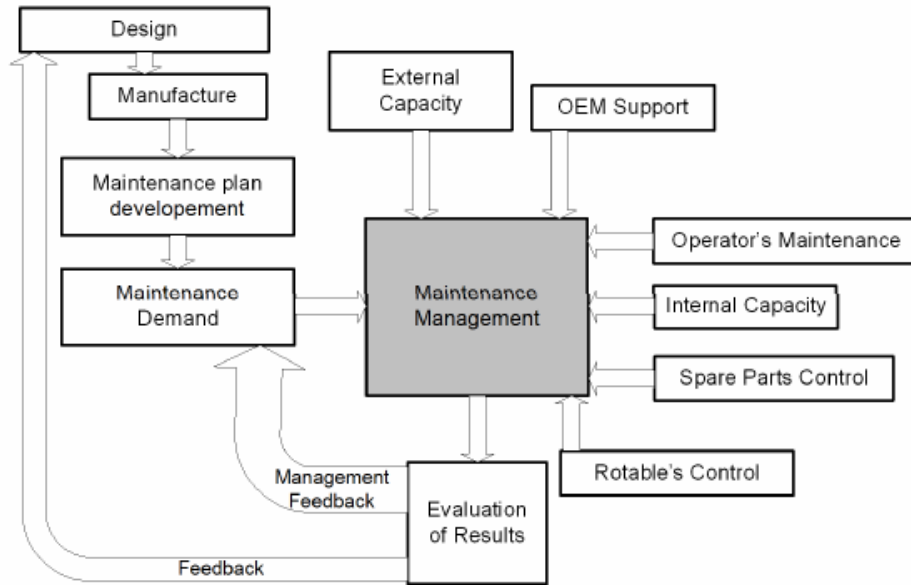 Design
Manufacture
Maintenance plan
developement
Maintenance
Demand
External
Capacity
OEM Support
Maintenance
Management
Operator's Maintenance
Internal Capacity
Spare Parts Control
Rotable's Control
Evaluation
of Results
Management
Feedback
Feedback